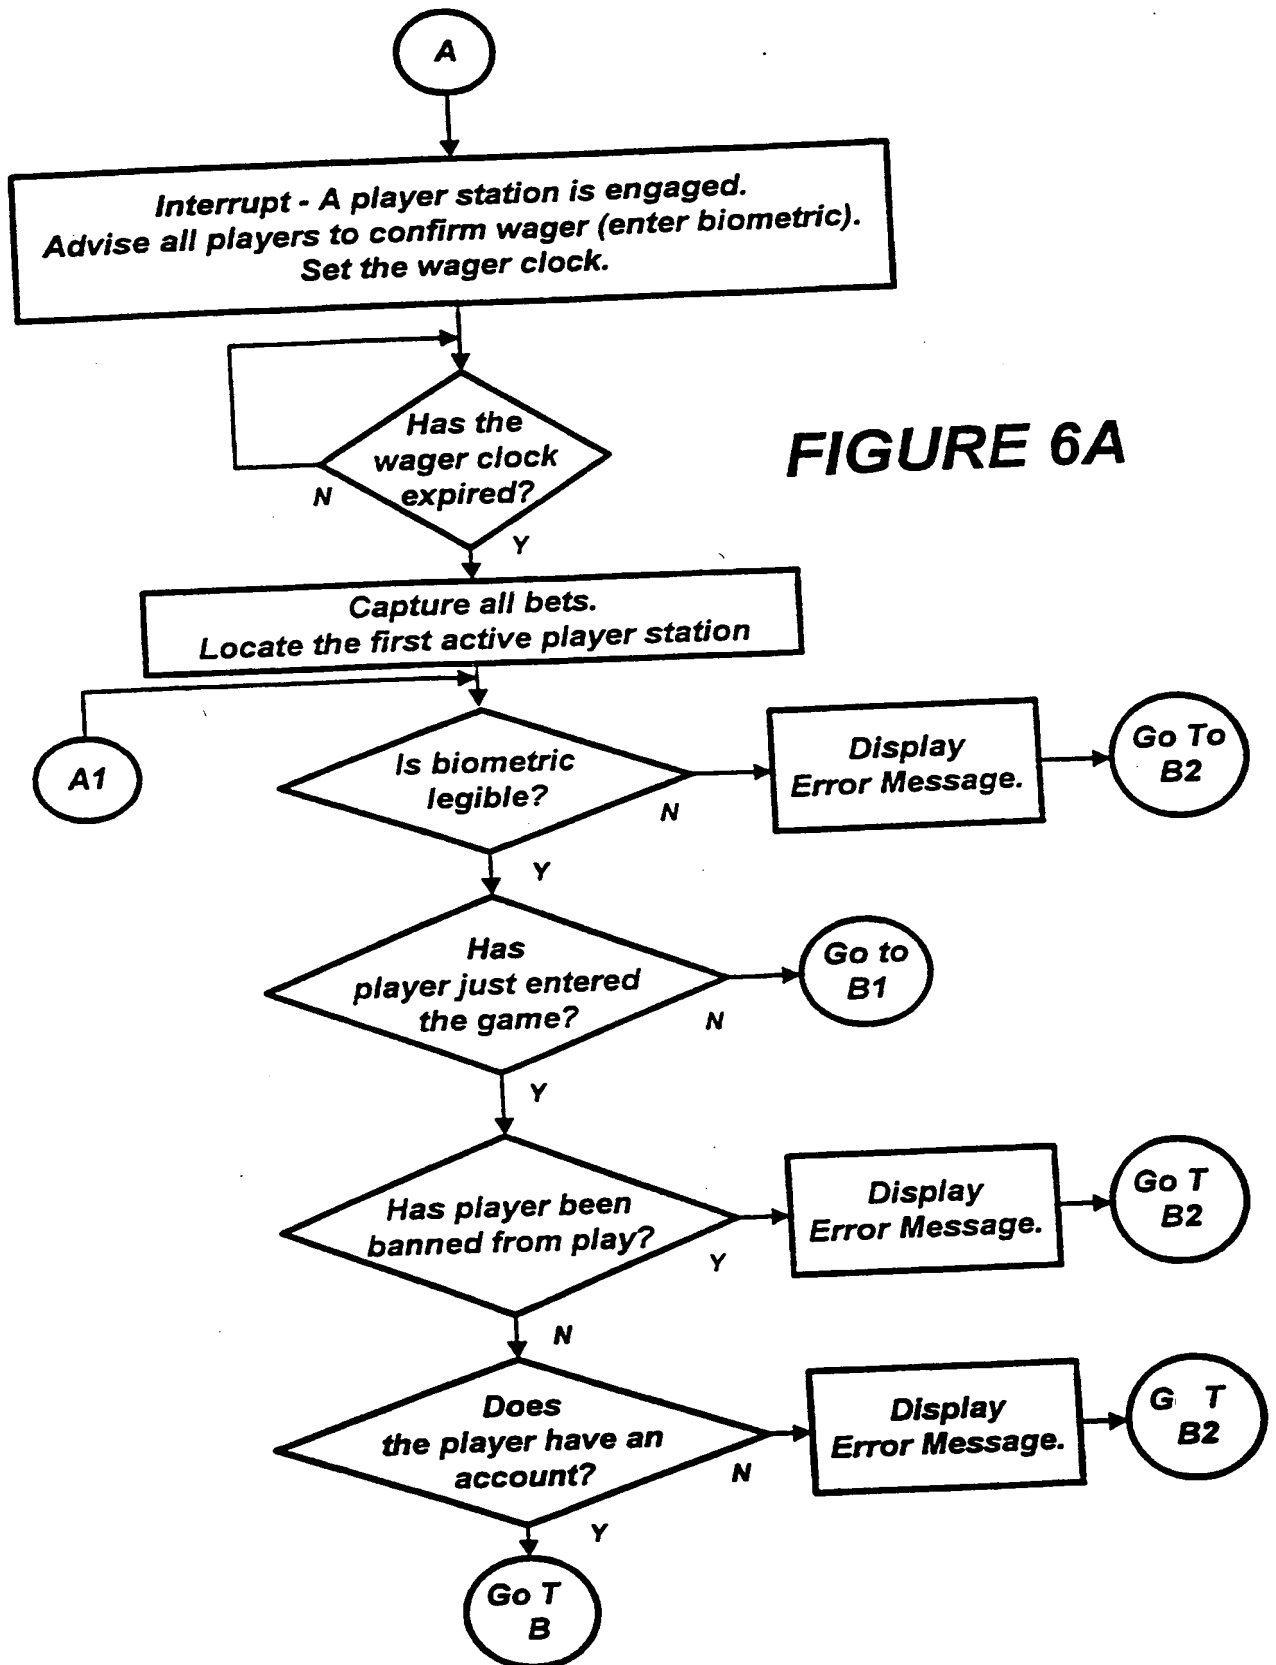 A
Interrupt - A player station is engaged.
Advise all players to confirm wager (enter biometric).
Set the wager clock.
FIGURE 6A
Has the
wager clock
expired?
N
Y
Capture all bets.
Locate the first active player station
A1
Is biometric
legible?
N
Y
Display
Error Message.
Go To
B2
Has
player just entered
the game?
N
Y
Go to
B1
Has player been
banned from play?
Y
N
Display
Error Message.
Go T
B2
Does
the player have an
account?
N
Y
Display
Error Message.
G T
B2
Go T
B